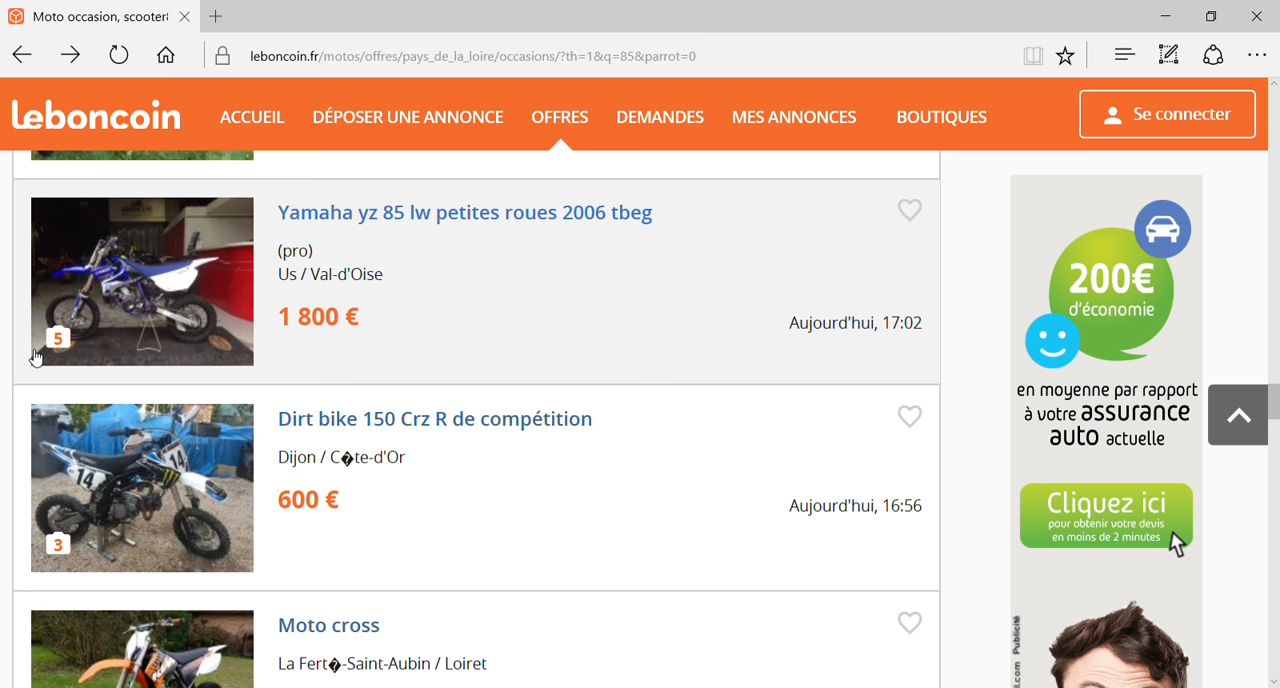 Moto occasion, scooter
leboncoin.fr/motos/offres/pays_de_la_loire/occasions/?th=1&q=85&parrot=0
leboncoin
ACCUEIL
DÉPOSER UNE ANNONCE
OFFRES
DEMANDES
MES ANNONCES
BOUTIQUES
Se connecter
Yamaha yz 85 lw petites roues 2006 tbeg
(pro)
Us / Val-d'Oise
1 800 €
Aujourd'hui, 17:02
5
Dirt bike 150 Crz R de compétition
Dijon / C�te-d'Or
600 €
Aujourd'hui, 16:56
14
14
3
Moto cross
La Fert�-Saint-Aubin / Loiret
200€
d'économie
en moyenne par rapport
à votre assurance
auto actuelle
Cliquez ici
pour obtenir votre devis
en moins de 2 minutes
Publicité